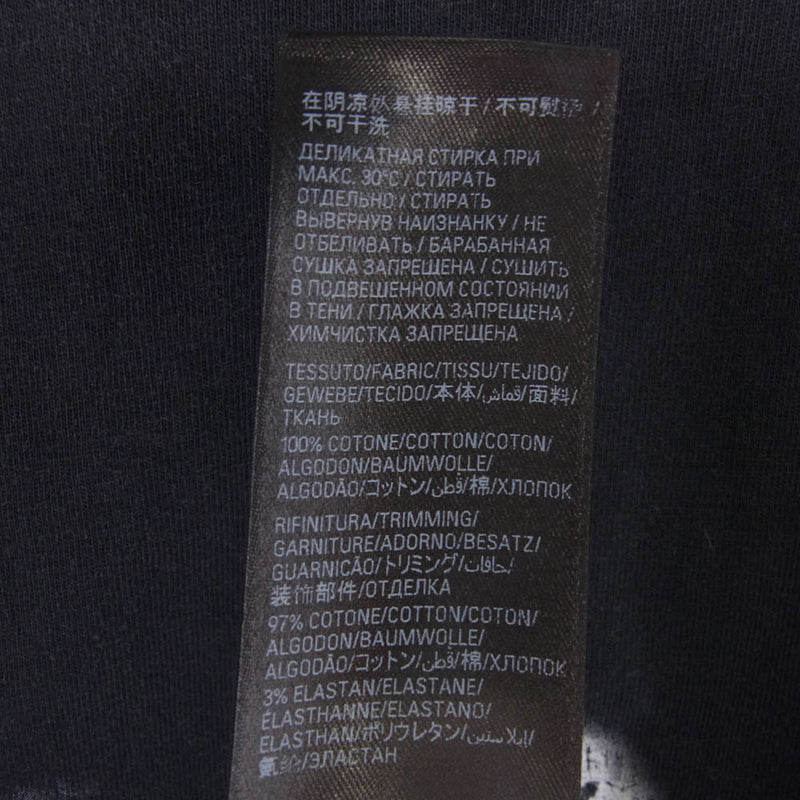 在阴凉处悬挂晾干 / 不可熨烫 /
不可干洗
ДЕЛИКАТНАЯ СТИРКА ПРИ
МАКС. 30°C / СТИРАТЬ
ОТДЕЛЬНО / СТИРАТЬ
ВЫВЕРНУВ НАИЗНАНКУ / НЕ
ОТБЕЛИВАТЬ / БАРАБАННАЯ
СУШКА ЗАПРЕЩЕНА / СУШИТЬ
В ПОДВЕШЕННОМ СОСТОЯНИИ
В ТЕНИ / ГЛАЖКА ЗАПРЕЩЕНА /
ХИМЧИСТКА ЗАПРЕЩЕНА
TESSUTO/FABRIC/TISSU/TEJIDO/
GEWEBE/TECIDO/本体/قماش/面料/
ТКАНЬ
100% COTONE/COTTON/COTON/
ALGODON/BAUMWOLLE/
ALGODÃO/コットン/قطن/棉/ХЛОПОК
RIFINITURA/TRIMMING/
GARNITURE/ADORNO/BESATZ/
GUARNICÃO/トリミング/حافات/
装饰部件/ОТДЕЛКА
97% COTONE/COTTON/COTON/
ALGODON/BAUMWOLLE/
ALGODÃO/コットン/قطن/棉/ХЛОПОК
3% ELASTAN/ELASTANE/
ÉLASTHANNE/ELASTANO/
ELASTHAN/ポリウレタン/إيلاستين/
氨纶/ЭЛАСТАН